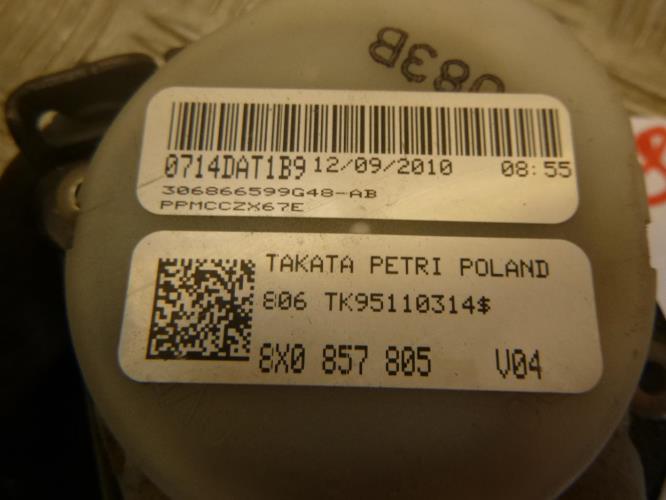 083B
0714DAT1B9 12/09/2010 08:55
306866599G48-AB
PPMCCZX67E
TAKATA PETRI POLAND
806 TK95110314$
8X0 857 805 V04